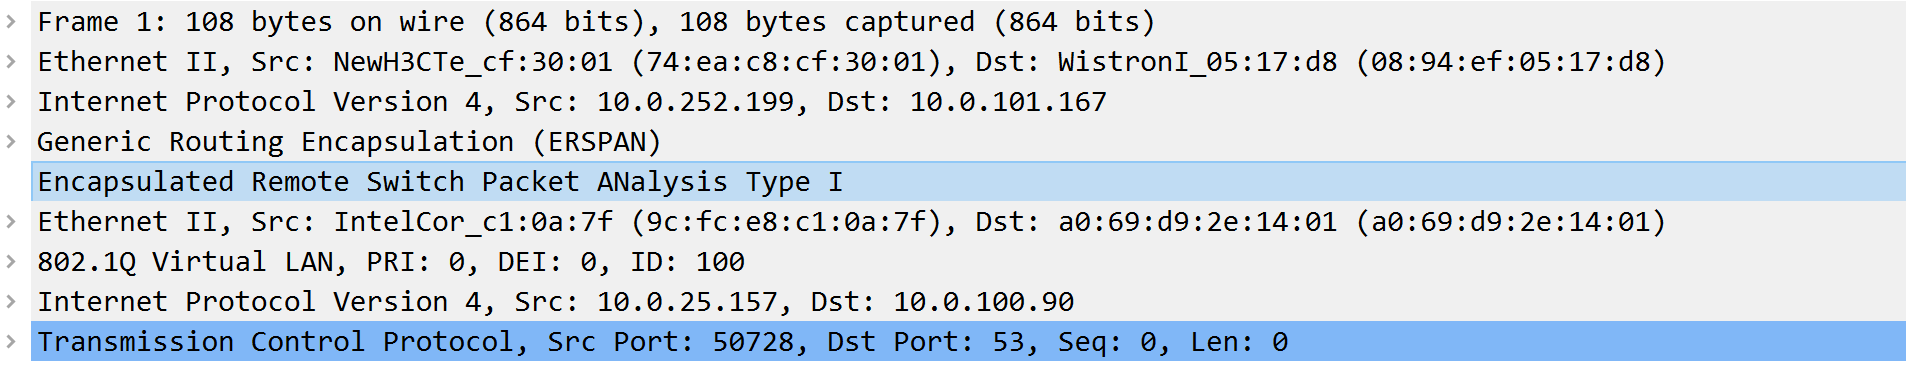 Frame 1: 108 bytes on wire (864 bits), 108 bytes captured (864 bits)
Ethernet II, Src: NewH3CTe_cf:30:01 (74:ea:c8:cf:30:01), Dst: WistronI_05:17:d8 (08:94:ef:05:17:d8)
Internet Protocol Version 4, Src: 10.0.252.199, Dst: 10.0.101.167
Generic Routing Encapsulation (ERSPAN)
Encapsulated Remote Switch Packet ANalysis Type I
Ethernet II, Src: IntelCor_c1:0a:7f (9c:fc:e8:c1:0a:7f), Dst: a0:69:d9:2e:14:01 (a0:69:d9:2e:14:01)
802.1Q Virtual LAN, PRI: 0, DEI: 0, ID: 100
Internet Protocol Version 4, Src: 10.0.25.157, Dst: 10.0.100.90
Transmission Control Protocol, Src Port: 50728, Dst Port: 53, Seq: 0, Len: 0